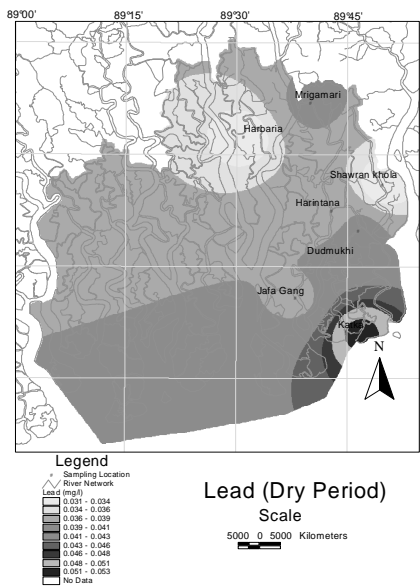 89°00' 89°15' 89°30' 89°45'
Mrigamari
Harbaria
Shawran khola
Harintana
Dudmukhi
Jafa Gang
Katka
N
Legend
Sampling Location
River Network
Lead (mg/l)
0.031 - 0.034
0.034 - 0.036
0.036 - 0.039
0.039 - 0.041
0.041 - 0.043
0.043 - 0.046
0.046 - 0.048
0.048 - 0.051
0.051 - 0.053
No Data
Lead (Dry Period)
Scale
5000 0 5000 Kilometers